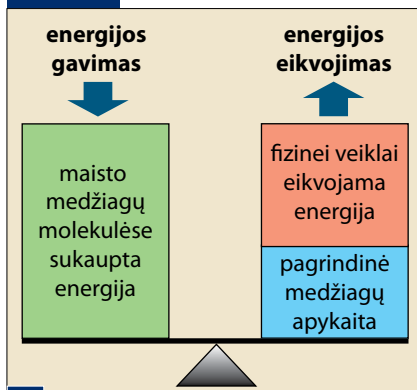 energijos
gavimas
energijos
eikvojimas
maisto
medžiagų
molekulėse
sukaupta
energija
fizinei veiklai
eikvojama
energija
pagrindinė
medžiagų
apykaita